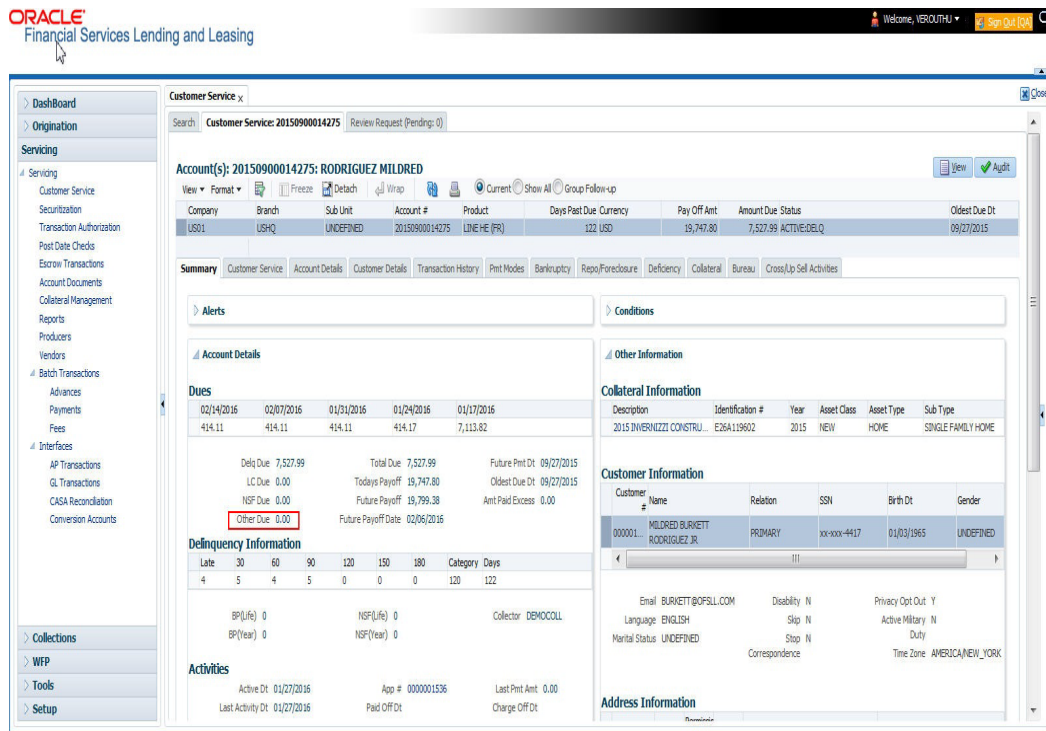 ORACLE
Financial Services Lending and Leasing
Welcome, VEROUTHU
Sign Out [QA]
Close
DashBoard
Origination
Servicing
Servicing
Customer Service
Securitization
Transaction Authorization
Post Date Checks
Escrow Transactions
Account Documents
Collateral Management
Reports
Producers
Vendors
Batch Transactions
Advances
Payments
Fees
Interfaces
AP Transactions
GL Transactions
CASA Reconciliation
Conversion Accounts
Collections
WFP
Tools
Setup
Customer Service x
Search Customer Service: 20150900014275 Review Request (Pending: 0)
Account(s): 20150900014275: RODRIGUEZ MILDRED
View Audit
View Format Freeze Detach Wrap Current Show All Group Follow-up
Company Branch Sub Unit Account # Product Days Past Due Currency Pay Off Amt Amount Due Status Oldest Due Dt
US01 USHQ UNDEFINED 20150900014275 LINE HE (FR) 122 USD 19,747.80 7,527.99 ACTIVE:DELQ 09/27/2015
Summary Customer Service Account Details Customer Details Transaction History Pmt Modes Bankruptcy Repo/Foreclosure Deficiency Collateral Bureau Cross/Up Sell Activities
Alerts
Account Details
Dues
02/14/2016 02/07/2016 01/31/2016 01/24/2016 01/17/2016
414.11 414.11 414.11 414.17 7,113.82
Delq Due 7,527.99 Total Due 7,527.99 Future Pmt Dt 09/27/2015
LC Due 0.00 Todays Payoff 19,747.80 Oldest Due Dt 09/27/2015
NSF Due 0.00 Future Payoff 19,799.38 Amt Paid Excess 0.00
Other Due 0.00 Future Payoff Date 02/06/2016
Delinquency Information
Late 30 60 90 120 150 180 Category Days
4 5 4 5 0 0 0 120 122
BP(Life) 0 NSF(Life) 0 Collector DEMOCOLL
BP(Year) 0 NSF(Year) 0
Activities
Active Dt 01/27/2016 App # 0000001536 Last Pmt Amt 0.00
Last Activity Dt 01/27/2016 Paid Off Dt Charge Off Dt
Conditions
Other Information
Collateral Information
Description Identification # Year Asset Class Asset Type Sub Type
2015 INVERNIZZI CONSTRU... E26A119602 2015 NEW HOME SINGLE FAMILY HOME
Customer Information
Customer # Name Relation SSN Birth Dt Gender
000001... MILDRED BURKETT RODRIGUEZ JR PRIMARY xx-xxx-4417 01/03/1965 UNDEFINED
Email BURKETT@OFSLL.COM Disability N Privacy Opt Out Y
Language ENGLISH Skip N Active Military Duty N
Marital Status UNDEFINED Stop Correspondence N Time Zone AMERICA/NEW_YORK
Address Information